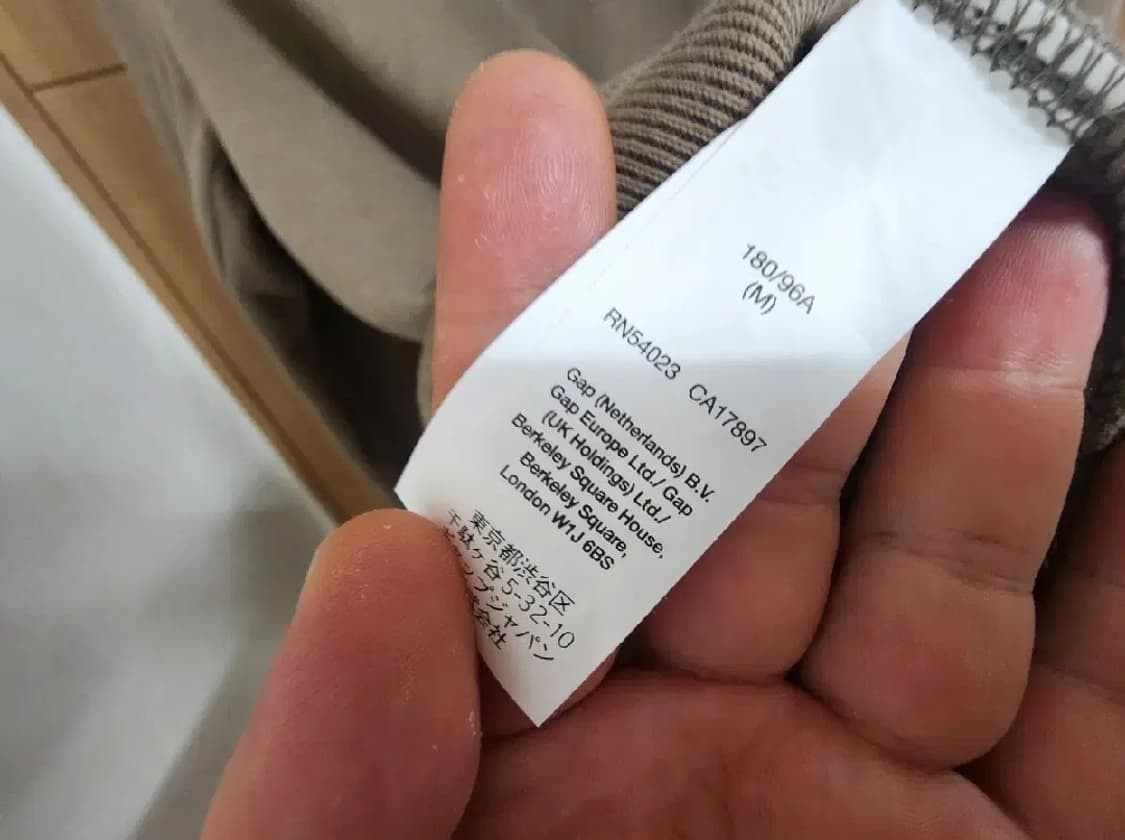 180/96A
(M)
RN54023 CA17897
Gap (Netherlands) B.V.
Gap Europe Ltd./ Gap
(UK Holdings) Ltd./
Berkeley Square House,
Berkeley Square,
London W1J 6BS
東京都渋谷区
千駄ヶ谷5-32-10
ップジャパン
会社